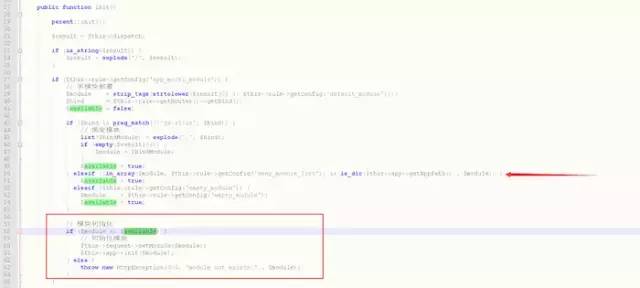 public function init()
{
parent::init();
$result = $this->dispatch;
if (is_string($result)) {
$result = explode('/', $result);
}
if ($this->rule->getConfig('app_multi_module')) {
// 多模块部署
$module = strip_tags(strtolower($result[0] ?: $this->rule->getConfig('default_module')));
$bind = $this->rule->getRouter()->getBind();
$available = false;
if ($bind && preg_match(
$bind)) {
// 绑定模块
list($bindModule) = explode(
$bind);
if (empty($result[0])) {
$module = $bindModule;
}
$available = true;
} elseif (
in_array($module, $this->rule->getConfig('deny_module_list')) && is_dir($this->app->getAppPath() . $module)) {
$available = true;
} elseif ($this->rule->getConfig('empty_module')) {
$module = $this->rule->getConfig('empty_module');
$available = true;
}
// 模块初始化
if ($module && $available) {
// 初始化模块
$this->request->setModule($module);
$this->app->init($module);
} else {
throw new HttpException(404, 'module not exists:' . $module);
}